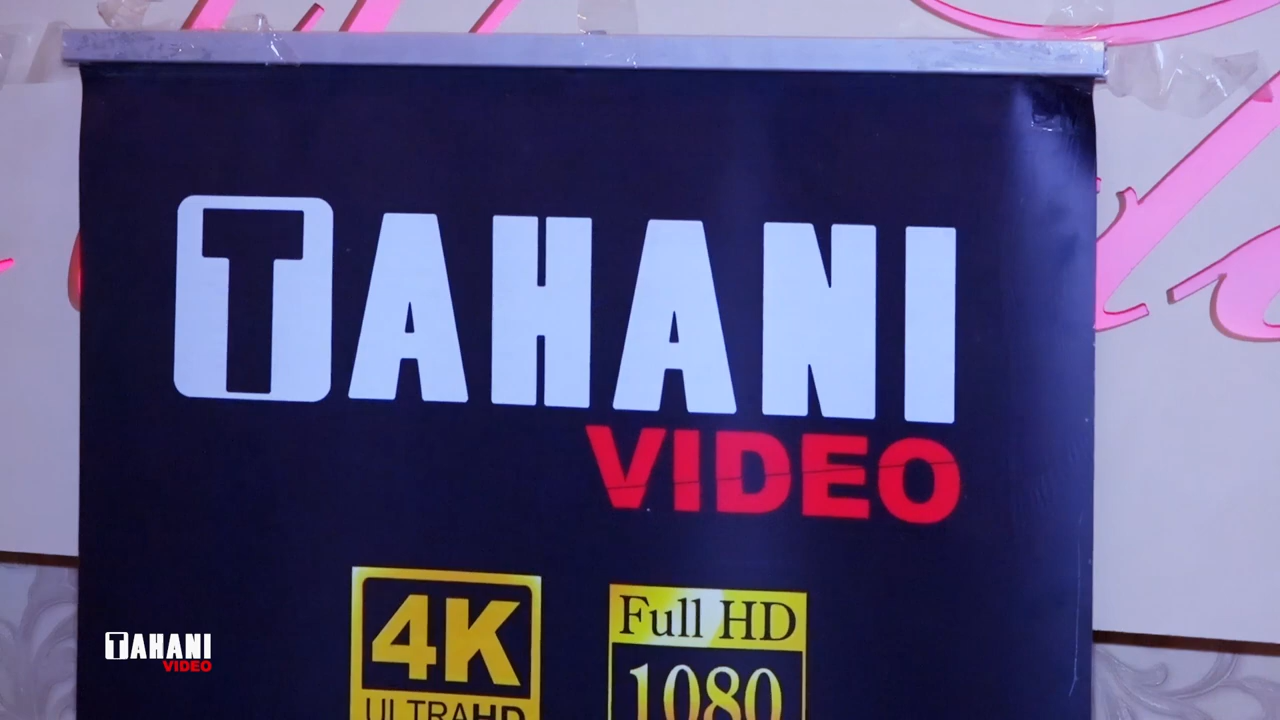 TAHANI
VIDEO
4K
ULTRAHD
Full HD
1080
TAHANI
VIDEO